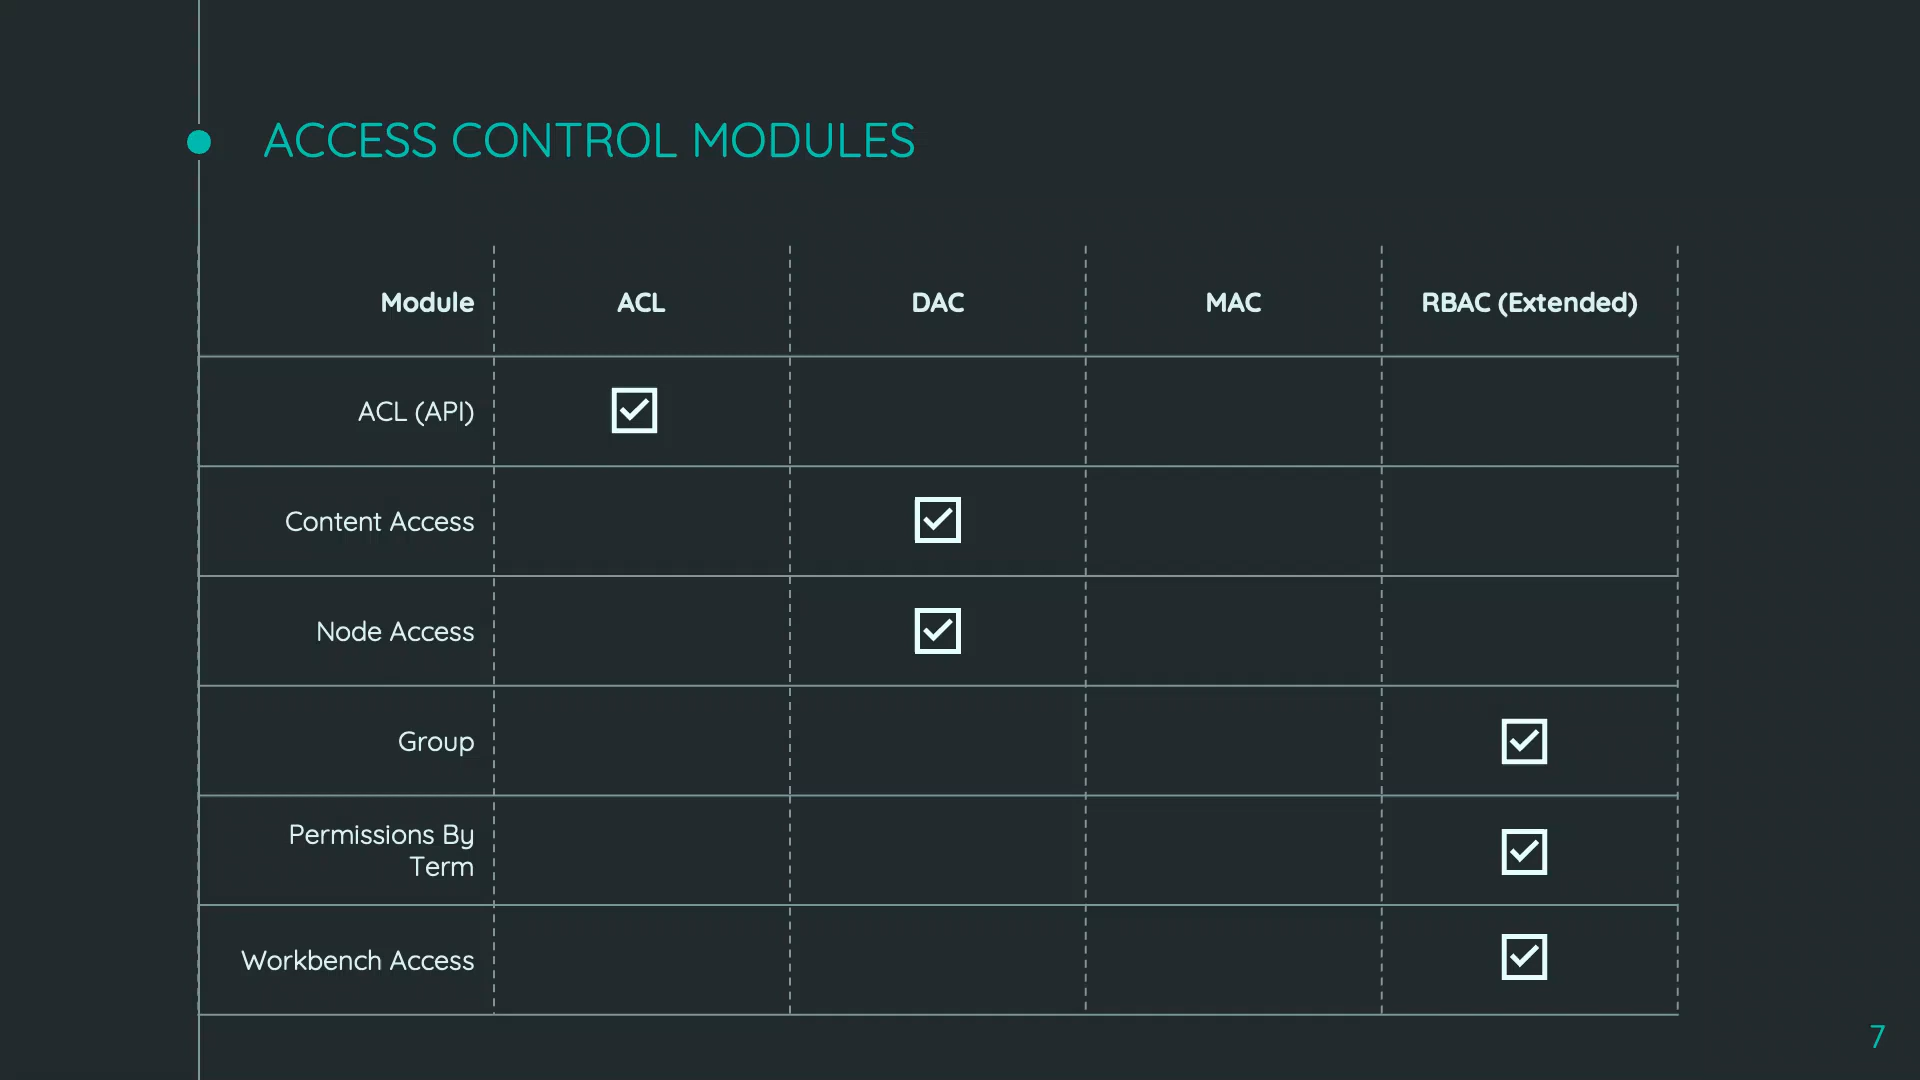 ACCESS CONTROL MODULES
Module ACL DAC MAC RBAC (Extended)
ACL (API)
Content Access
Node Access
Group
Permissions By
Term
Workbench Access
7